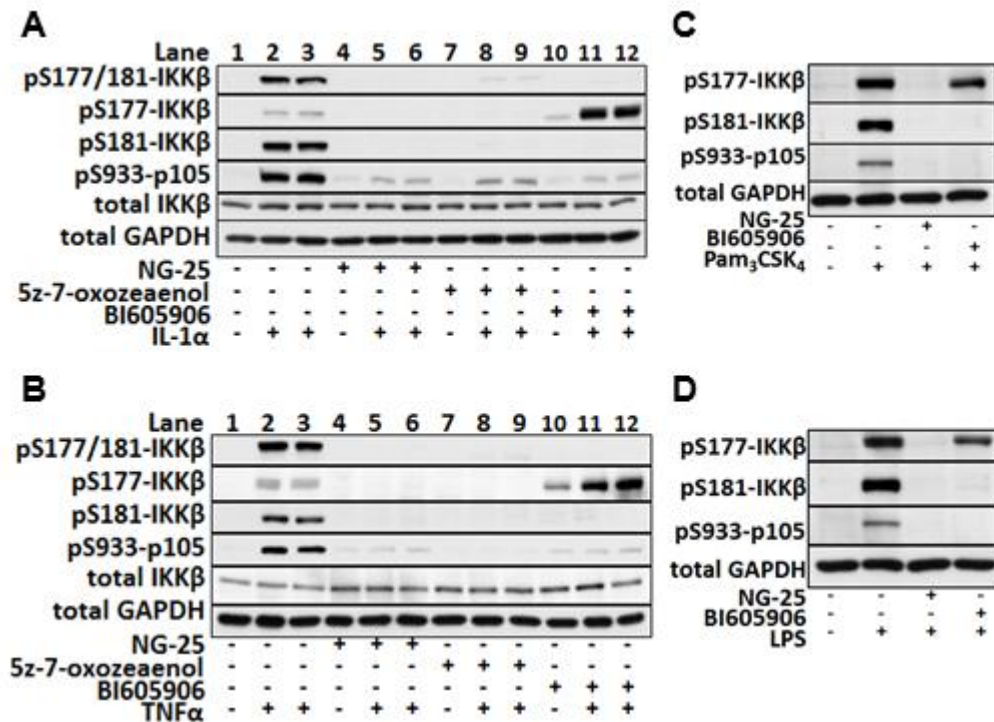 A
Lane 1 2 3 4 5 6 7 8 9 10 11 12
pS177/181-IKKβ
pS177-IKKβ
pS181-IKKβ
pS933-p105
total IKKβ
total GAPDH
NG-25 - - - + + + - - - - - -
5z-7-oxozeaenol - - - - - - + + + - - -
BI605906 - - - - - - - - - + + +
IL-1α - + + - + + - + + - + +
B
Lane 1 2 3 4 5 6 7 8 9 10 11 12
pS177/181-IKKβ
pS177-IKKβ
pS181-IKKβ
pS933-p105
total IKKβ
total GAPDH
NG-25 - - - + + + - - - - - -
5z-7-oxozeaenol - - - - - - + + + - - -
BI605906 - - - - - - - - - + + +
TNFα - + + - + + - + + - + +
C
pS177-IKKβ
pS181-IKKβ
pS933-p105
total GAPDH
NG-25 - - + -
BI605906 - - - +
Pam₃CSK₄ - + + +
D
pS177-IKKβ
pS181-IKKβ
pS933-p105
total GAPDH
NG-25 - - + -
BI605906 - - - +
LPS - + + +